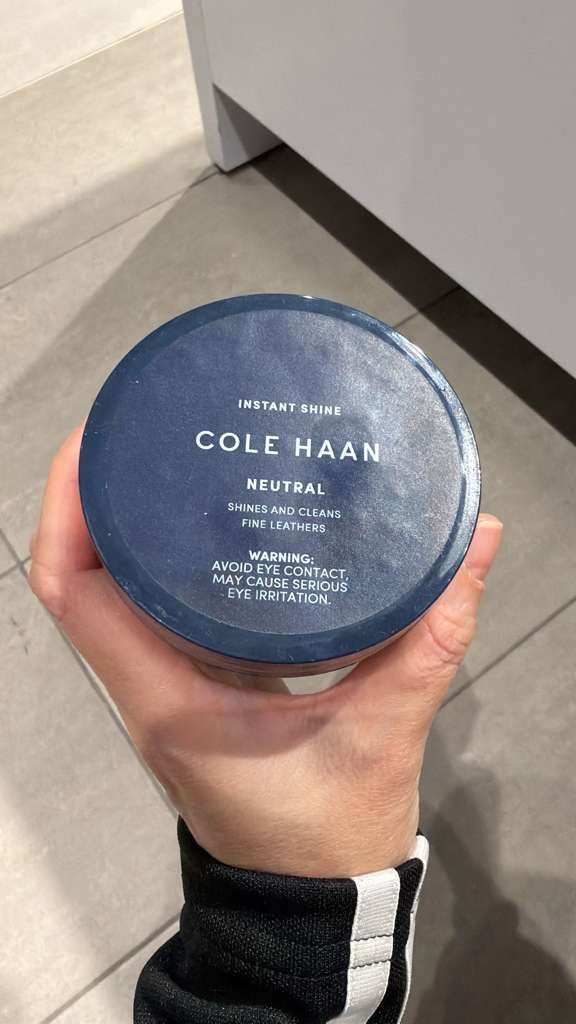 INSTANT SHINE
COLE HAAN
NEUTRAL
SHINES AND CLEANS
FINE LEATHERS
WARNING:
AVOID EYE CONTACT,
MAY CAUSE SERIOUS
EYE IRRITATION.